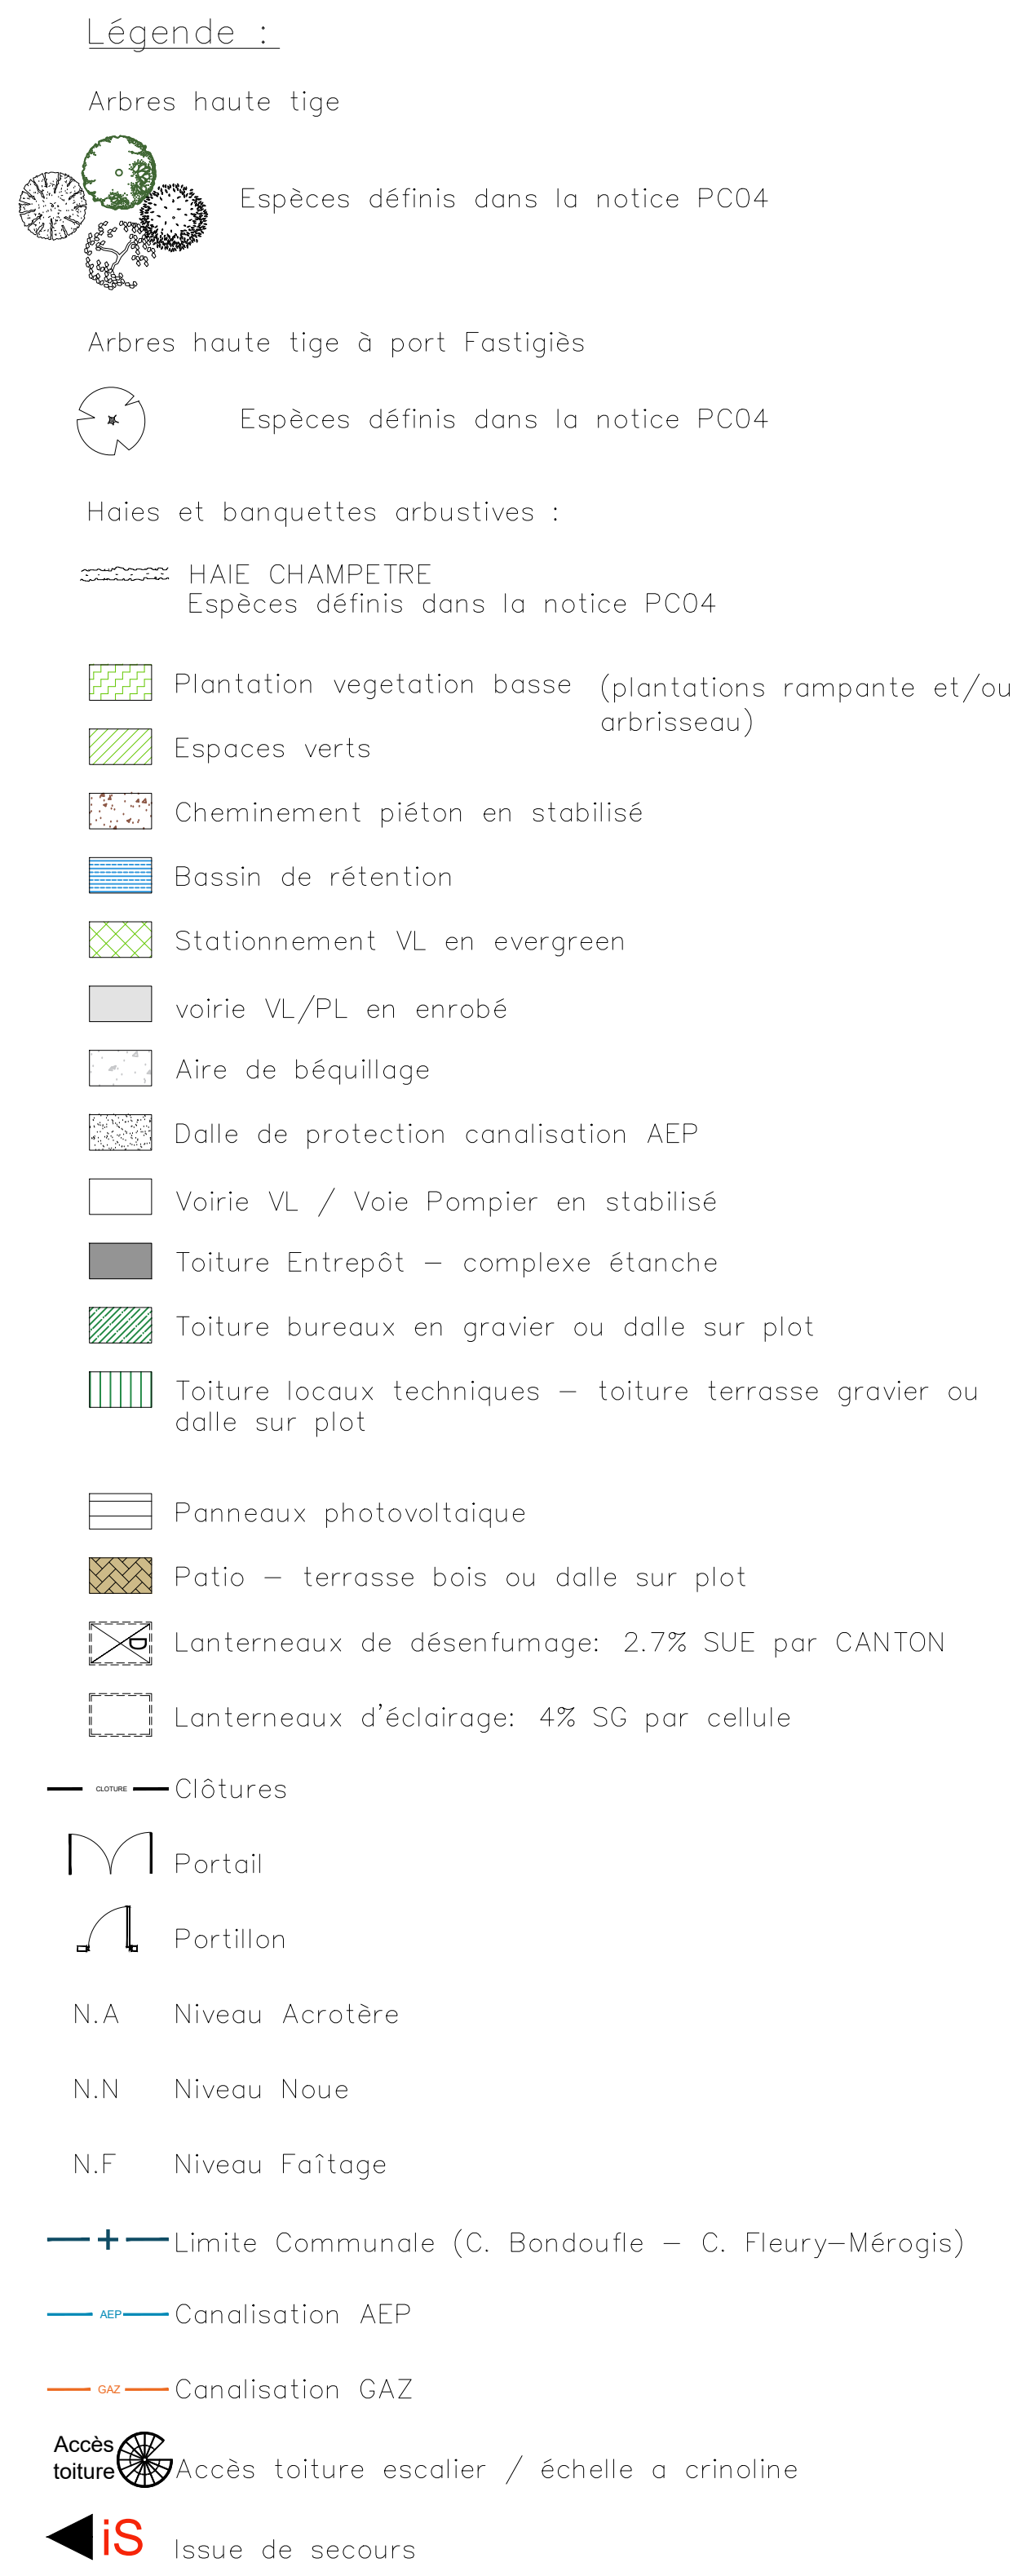 Légende :
Arbres haute tige
Espèces définis dans la notice PC04
Arbres haute tige à port Fastigiès
Espèces définis dans la notice PC04
Haies et banquettes arbustives :
HAIE CHAMPETRE
Espèces définis dans la notice PC04
Plantation vegetation basse (plantations rampante et/ou
arbrisseau)
Espaces verts
Cheminement piéton en stabilisé
Bassin de rétention
Stationnement VL en evergreen
voirie VL/PL en enrobé
Aire de béquillage
Dalle de protection canalisation AEP
Voirie VL / Voie Pompier en stabilisé
Toiture Entrepôt – complexe étanche
Toiture bureaux en gravier ou dalle sur plot
Toiture locaux techniques – toiture terrasse gravier ou
dalle sur plot
Panneaux photovoltaique
Patio – terrasse bois ou dalle sur plot
D Lanterneaux de désenfumage: 2.7% SUE par CANTON
Lanterneaux d'éclairage: 4% SG par cellule
CLOTURE Clôtures
Portail
Portillon
N.A Niveau Acrotère
N.N Niveau Noue
N.F Niveau Faîtage
Limite Communale (C. Bondoufle – C. Fleury–Mérogis)
AEP Canalisation AEP
GAZ Canalisation GAZ
Accès
toiture Accès toiture escalier / échelle a crinoline
iS Issue de secours